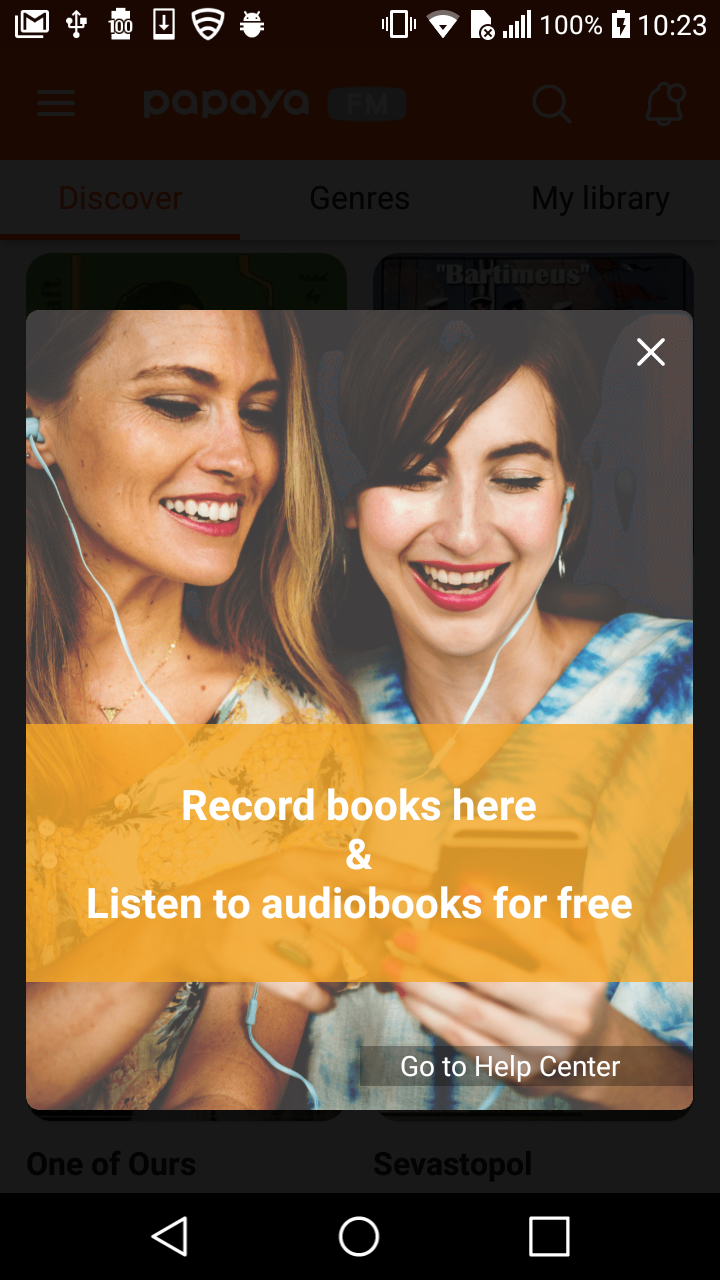 100 100% 10:23
papaya FM
Discover Genres My library
"Bartimeus"
Record books here
&
Listen to audiobooks for free
Go to Help Center
One of Ours Sevastopol